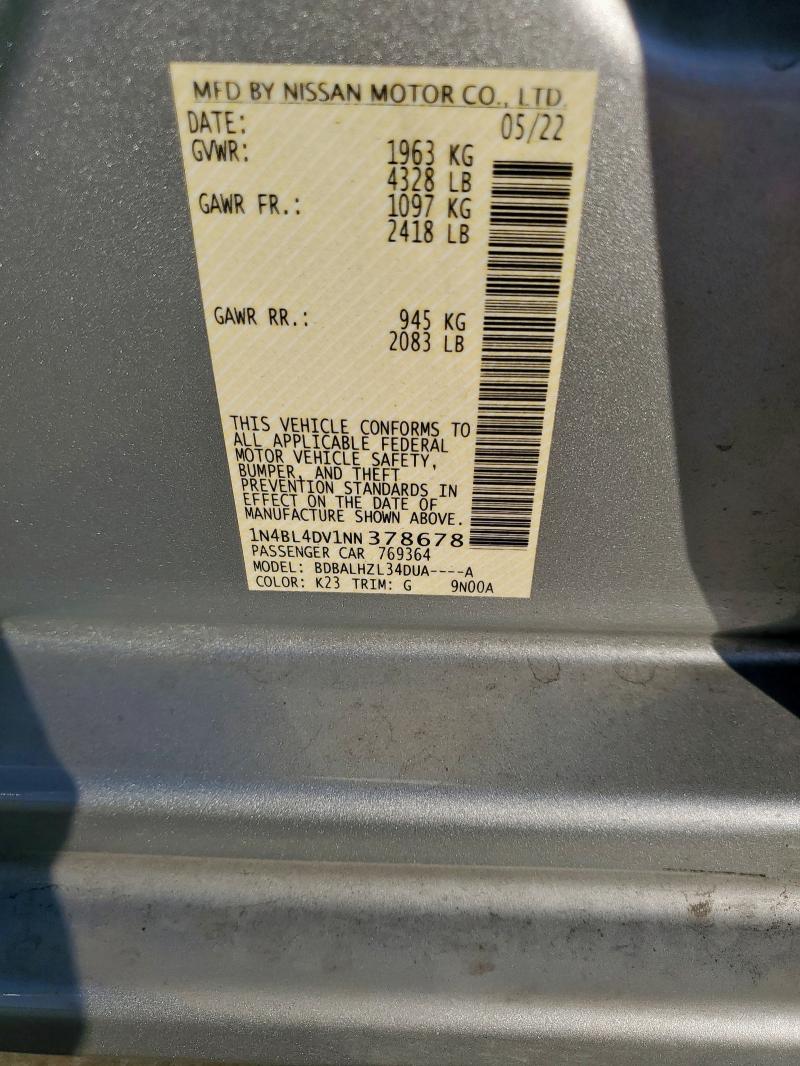 MFD BY NISSAN MOTOR CO., LTD.
DATE: 05/22
GVWR: 1963 KG
4328 LB
GAWR FR.: 1097 KG
2418 LB
GAWR RR.: 945 KG
2083 LB
THIS VEHICLE CONFORMS TO
ALL APPLICABLE FEDERAL
MOTOR VEHICLE SAFETY,
BUMPER, AND THEFT
PREVENTION STANDARDS IN
EFFECT ON THE DATE OF
MANUFACTURE SHOWN ABOVE.
1N4BL4DV1NN378678
PASSENGER CAR 769364
MODEL: BDBALHZL34DUA----A
COLOR: K23 TRIM: G 9N00A